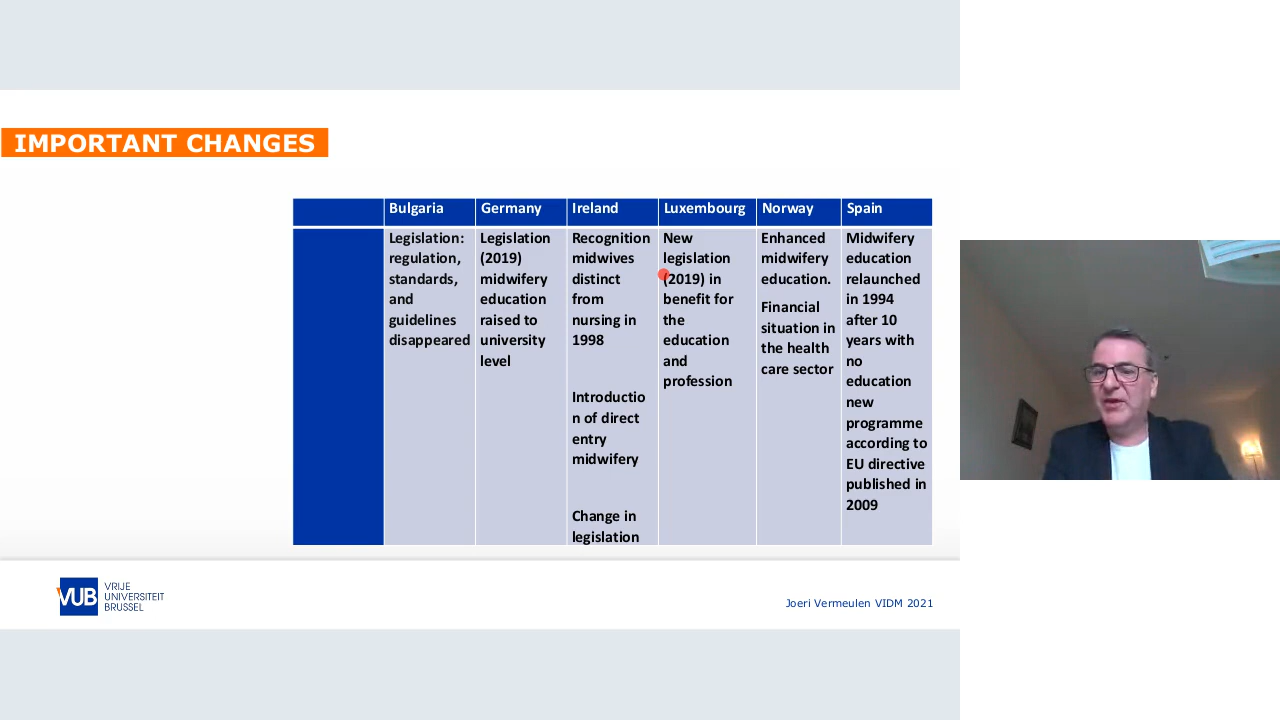 IMPORTANT CHANGES
Bulgaria
Germany
Ireland
Luxembourg
Norway
Spain
Legislation:
regulation,
standards,
and
guidelines
disappeared
Legislation
(2019)
midwifery
education
raised to
university
level
Recognition
midwives
distinct
from
nursing in
1998
Introductio
n of direct
entry
midwifery
Change in
legislation
New
legislation
(2019) in
benefit for
the
education
and
profession
Enhanced
midwifery
education.
Financial
situation in
the health
care sector
Midwifery
education
relaunched
in 1994
after 10
years with
no
education
new
programme
according to
EU directive
published in
2009
VUB
VRIJE
UNIVERSITEIT
BRUSSEL
Joeri Vermeulen VIDM 2021